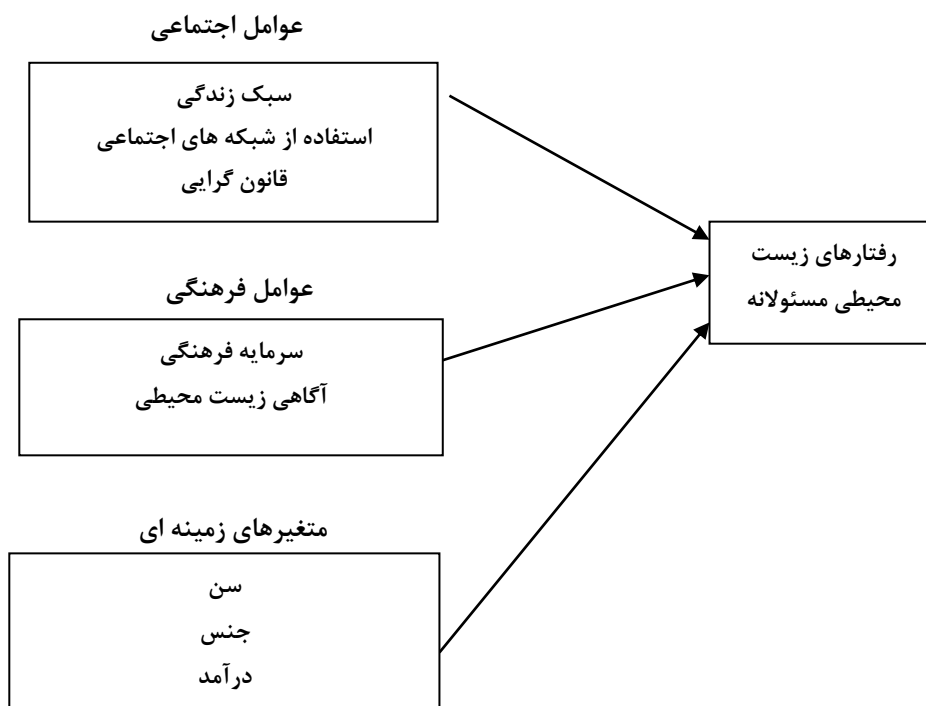 عوامل اجتماعی
سبک زندگی
استفاده از شبکه های اجتماعی
قانون گرایی
رفتارهای زیست
محیطی مسئولانه
عوامل فرهنگی
سرمایه فرهنگی
آگاهی زیست محیطی
متغیرهای زمینه ای
سن
جنس
درآمد